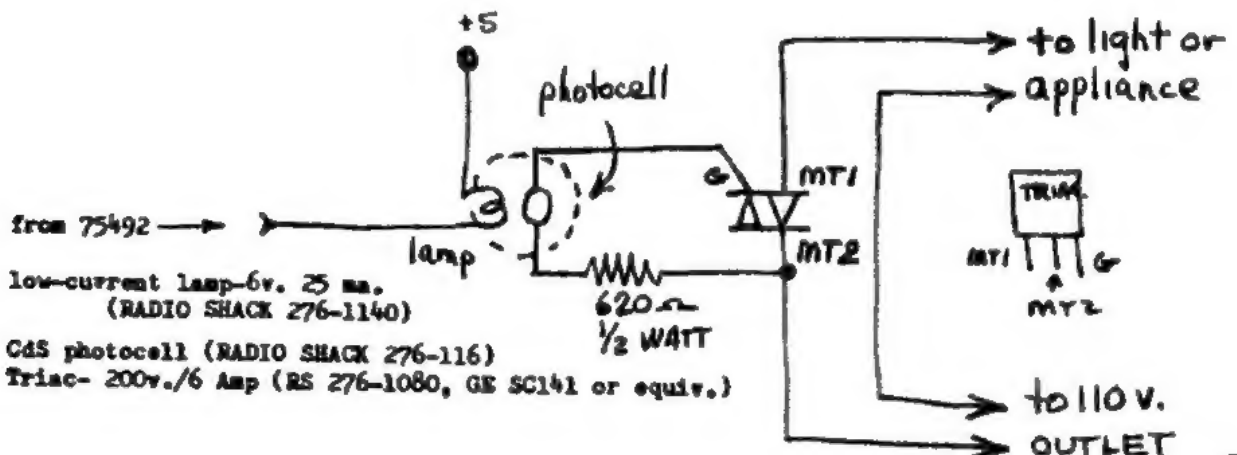 +5
to light or
appliance
photocell
G
MT1
TRIAC
from 75492
lamp
MT2
MT1
G
MT2
low-current lamp-6v. 25 ma.
(RADIO SHACK 276-1140)
620 Ω
1/2 WATT
CdS photocell (RADIO SHACK 276-116)
Triac- 200v./6 Amp (RS 276-1080, GE SC141 or equiv.)
to 110 v.
OUTLET